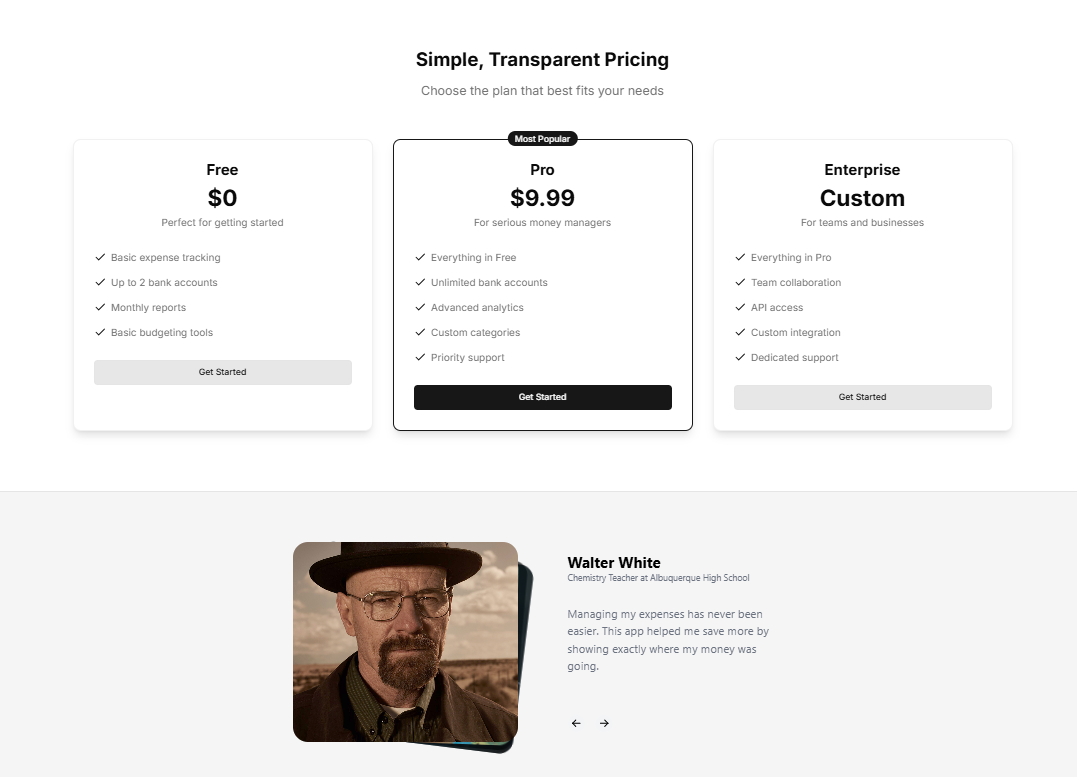 Simple, Transparent Pricing
Choose the plan that best fits your needs
Free
$0
Perfect for getting started
Basic expense tracking
Up to 2 bank accounts
Monthly reports
Basic budgeting tools
Get Started
Most Popular
Pro
$9.99
For serious money managers
Everything in Free
Unlimited bank accounts
Advanced analytics
Custom categories
Priority support
Get Started
Enterprise
Custom
For teams and businesses
Everything in Pro
Team collaboration
API access
Custom integration
Dedicated support
Get Started
Walter White
Chemistry Teacher at Albuquerque High School
Managing my expenses has never been
easier. This app helped me save more by
showing exactly where my money was
going.